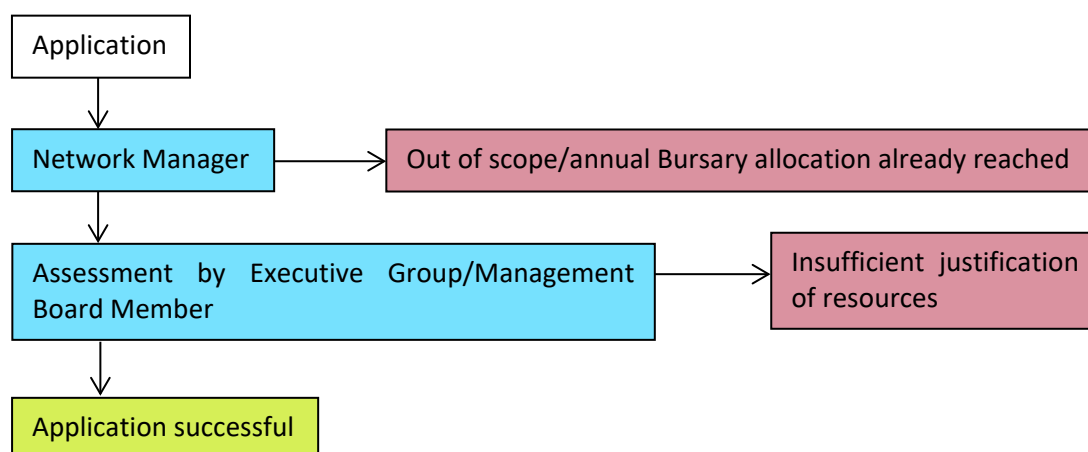 Application
Network Manager
Out of scope/annual Bursary allocation already reached
Assessment by Executive Group/Management
Board Member
Insufficient justification
of resources
Application successful